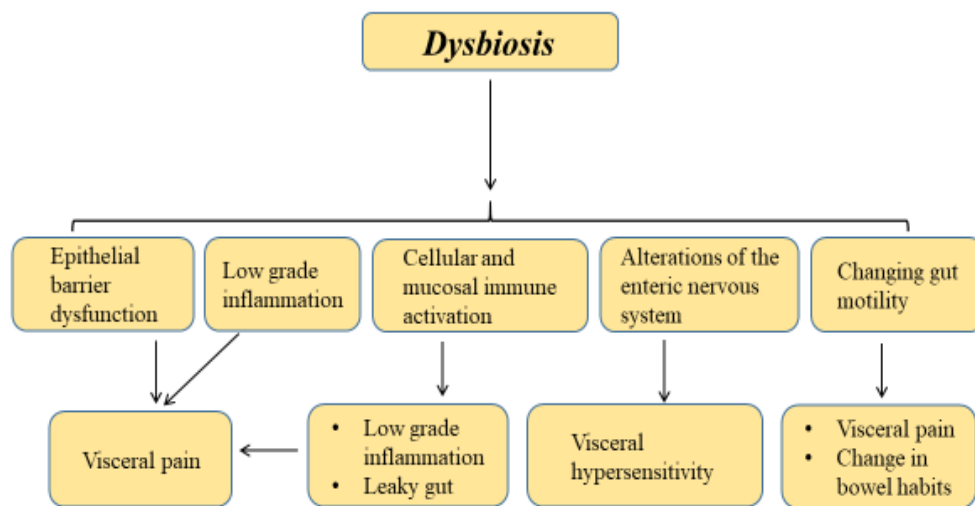 Dysbiosis
Epithelial
barrier
dysfunction
Low grade
inflammation
Cellular and
mucosal immune
activation
Alterations of the
enteric nervous
system
Changing gut
motility
Visceral pain
• Low grade
inflammation
• Leaky gut
Visceral
hypersensitivity
• Visceral pain
• Change in
bowel habits